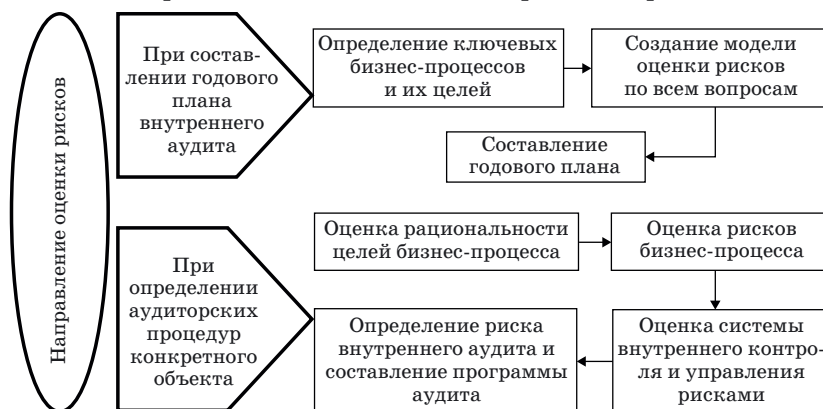 Направление оценки рисков
При состав-
лении годового
плана
внутреннего
аудита
Определение ключевых
бизнес-процессов
и их целей
Создание модели
оценки рисков
по всем вопросам
Составление
годового плана
При
определении
аудиторских
процедур
конкретного
объекта
Оценка рациональности
целей бизнес-процесса
Оценка рисков
бизнес-процесса
Оценка системы
внутреннего контро-
ля и управления
рисками
Определение риска
внутреннего аудита и
составление программы
аудита